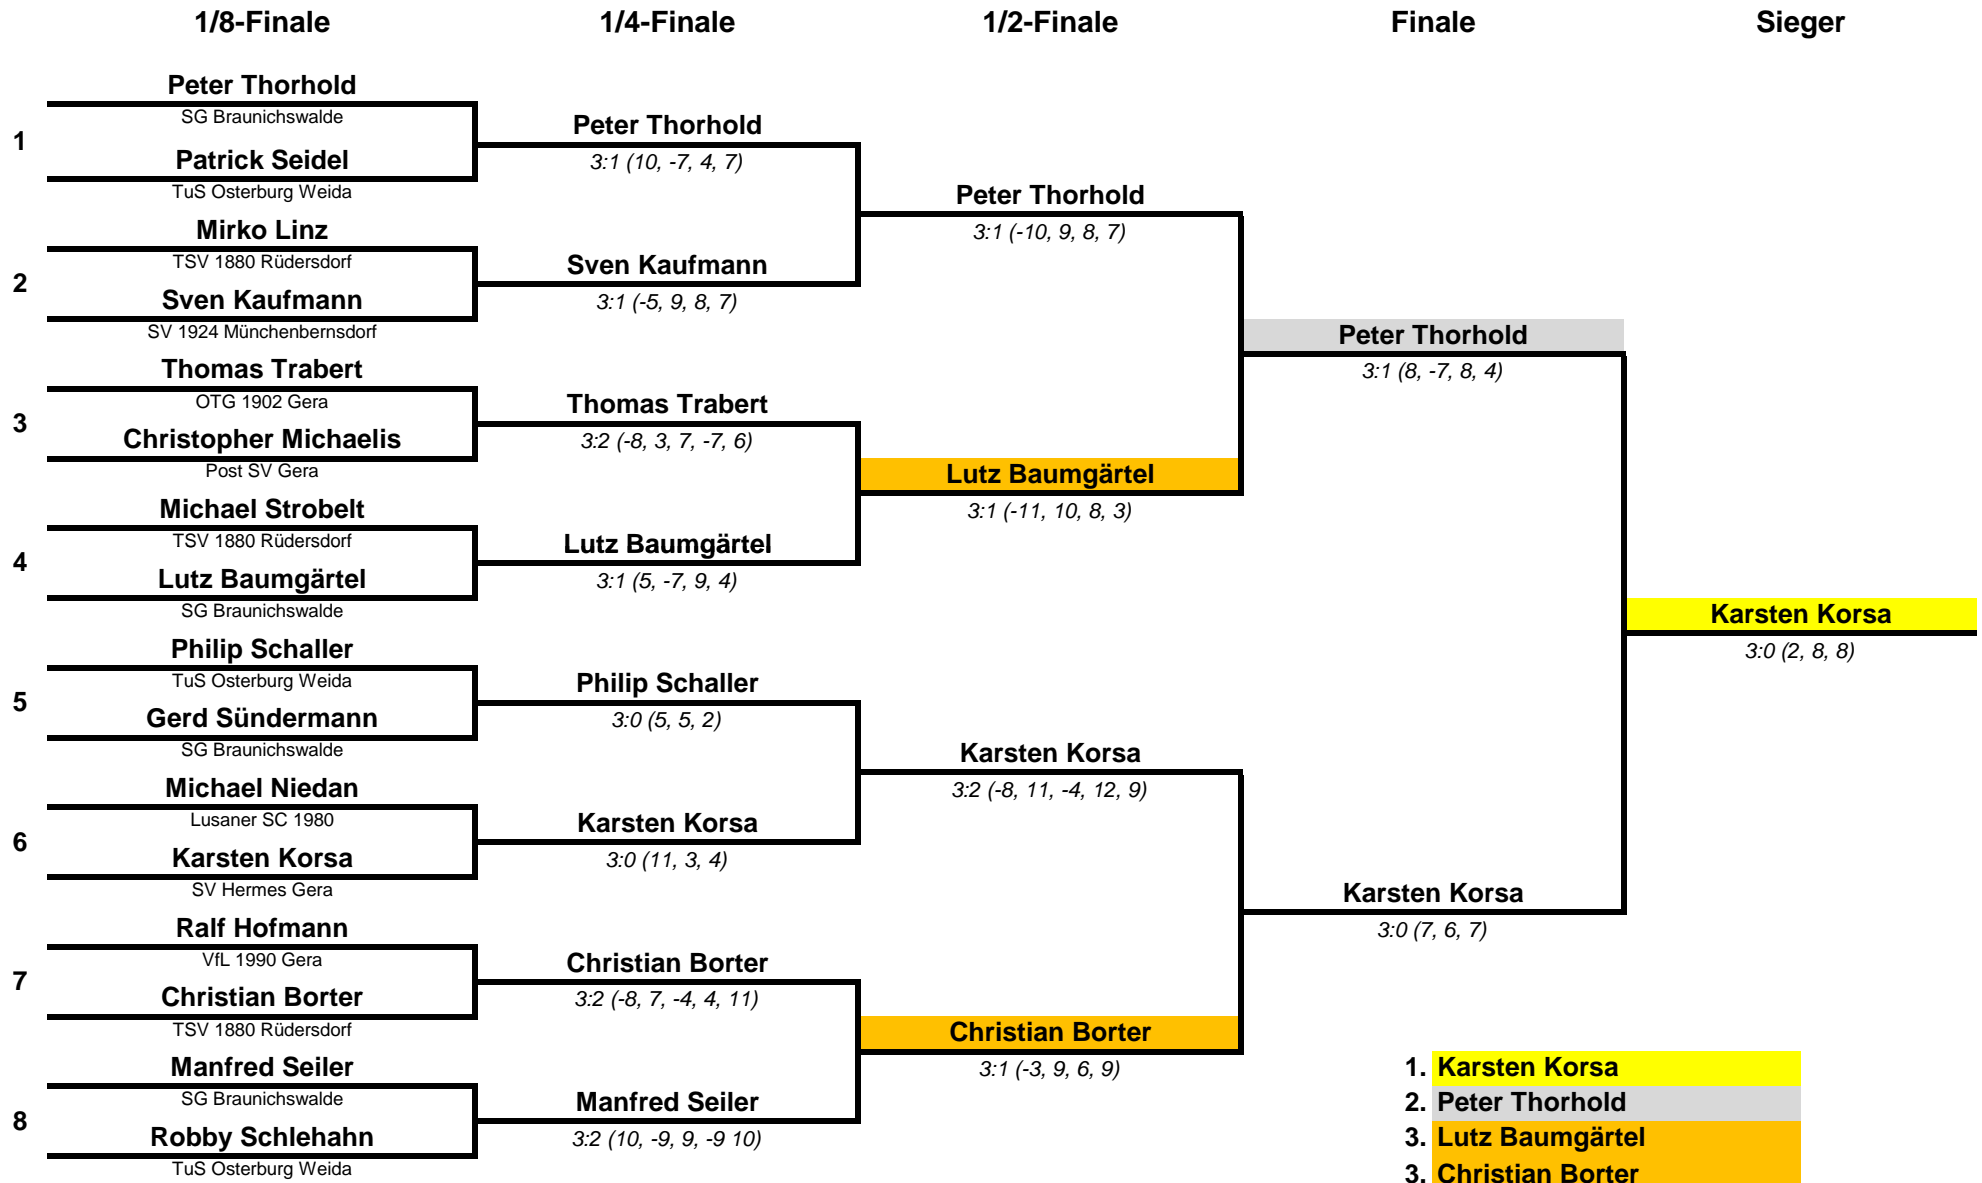 1/8-Finale
1/4-Finale
1/2-Finale
Finale
Sieger
Peter Thorhold
SG Braunichswalde
1
Patrick Seidel
TuS Osterburg Weida
Mirko Linz
TSV 1880 Rüdersdorf
2
Sven Kaufmann
SV 1924 Münchenbernsdorf
Thomas Trabert
OTG 1902 Gera
3
Christopher Michaelis
Post SV Gera
Michael Strobelt
TSV 1880 Rüdersdorf
4
Lutz Baumgärtel
SG Braunichswalde
Philip Schaller
TuS Osterburg Weida
5
Gerd Sündermann
SG Braunichswalde
Michael Niedan
Lusaner SC 1980
6
Karsten Korsa
SV Hermes Gera
Ralf Hofmann
VfL 1990 Gera
7
Christian Borter
TSV 1880 Rüdersdorf
Manfred Seiler
SG Braunichswalde
8
Robby Schlehahn
TuS Osterburg Weida
Peter Thorhold
3:1 (10, -7, 4, 7)
Sven Kaufmann
3:1 (-5, 9, 8, 7)
Thomas Trabert
3:2 (-8, 3, 7, -7, 6)
Lutz Baumgärtel
3:1 (5, -7, 9, 4)
Philip Schaller
3:0 (5, 5, 2)
Karsten Korsa
3:0 (11, 3, 4)
Christian Borter
3:2 (-8, 7, -4, 4, 11)
Manfred Seiler
3:2 (10, -9, 9, -9 10)
Peter Thorhold
3:1 (-10, 9, 8, 7)
Lutz Baumgärtel
3:1 (-11, 10, 8, 3)
Karsten Korsa
3:2 (-8, 11, -4, 12, 9)
Christian Borter
3:1 (-3, 9, 6, 9)
Peter Thorhold
3:1 (8, -7, 8, 4)
Karsten Korsa
3:0 (7, 6, 7)
Karsten Korsa
3:0 (2, 8, 8)
1. Karsten Korsa
2. Peter Thorhold
3. Lutz Baumgärtel
3. Christian Borter